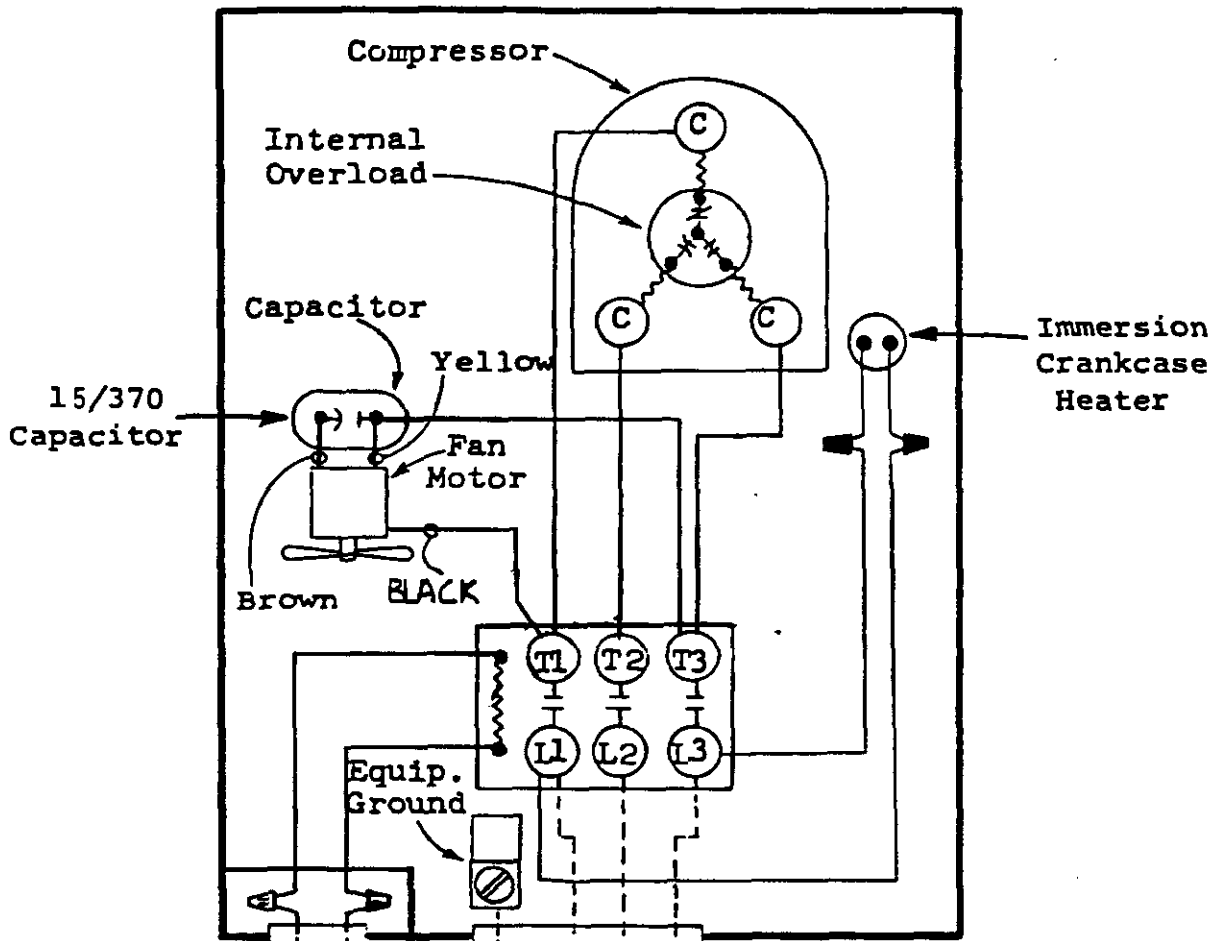 Compressor
C
Internal
Overload
C
C
Capacitor
Yellow
Immersion
Crankcase
Heater
15/370
Capacitor
Fan
Motor
Brown
BLACK
T1
T2
T3
L1
L2
L3
Equip.
Ground